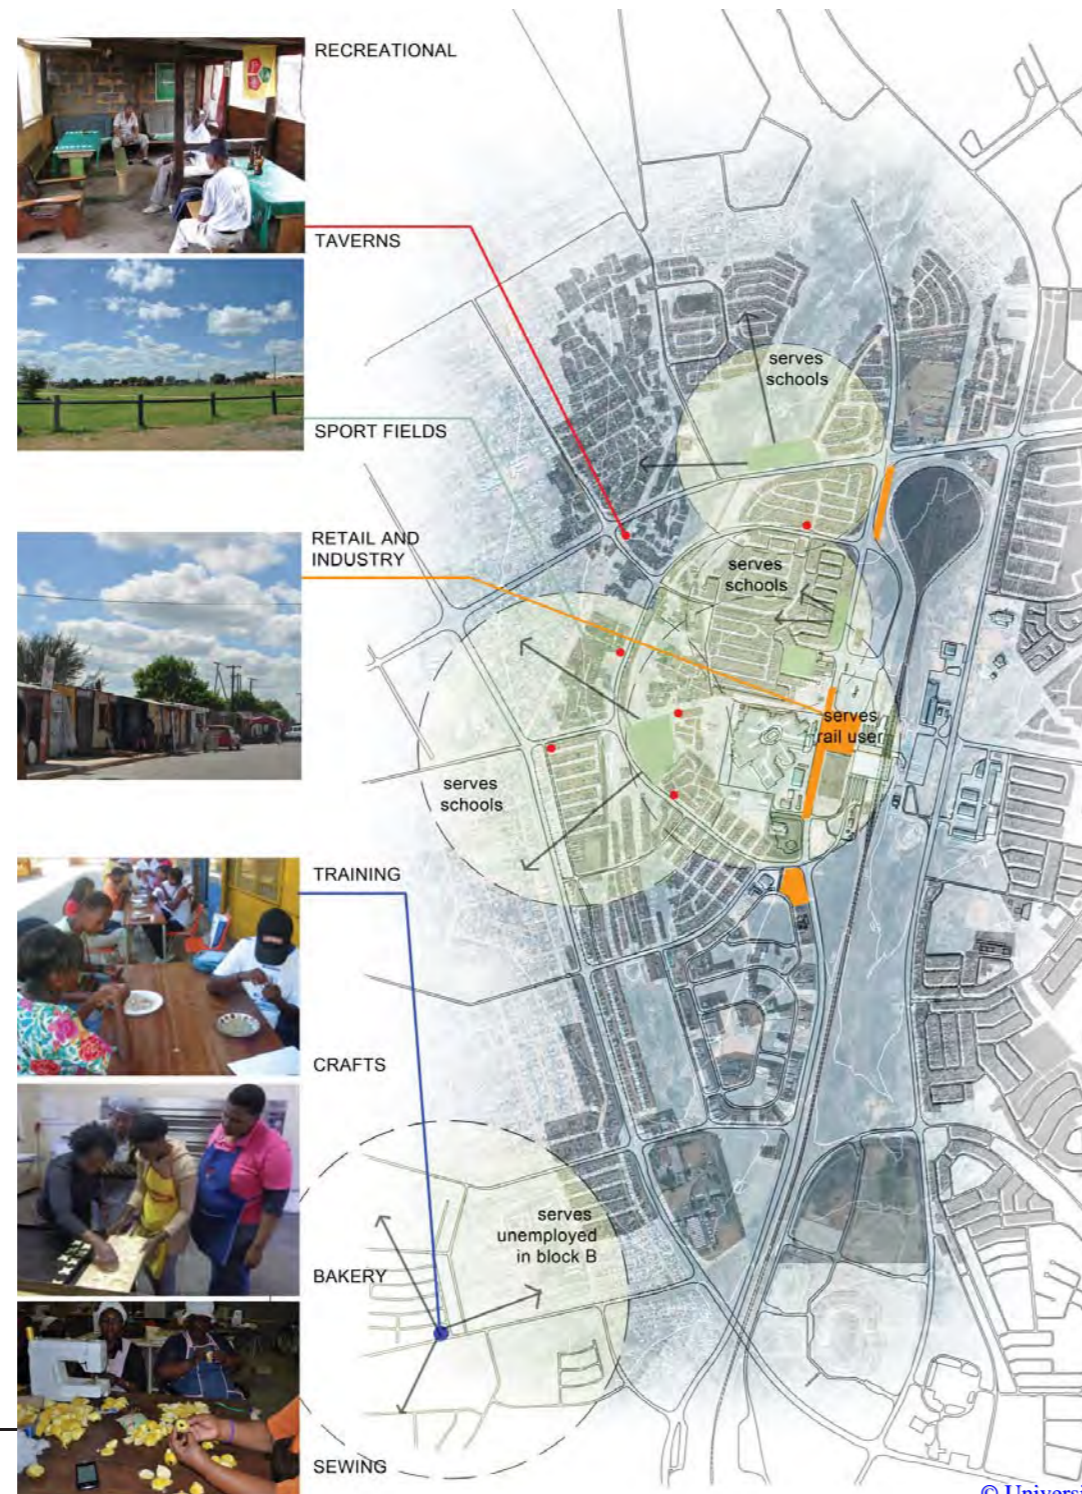 RECREATIONAL
TAVERNS
serves
schools
SPORT FIELDS
RETAIL AND
INDUSTRY
serves
schools
serves
rail user
serves
schools
TRAINING
CRAFTS
serves
unemployed
in block B
BAKERY
SEWING
© Universi